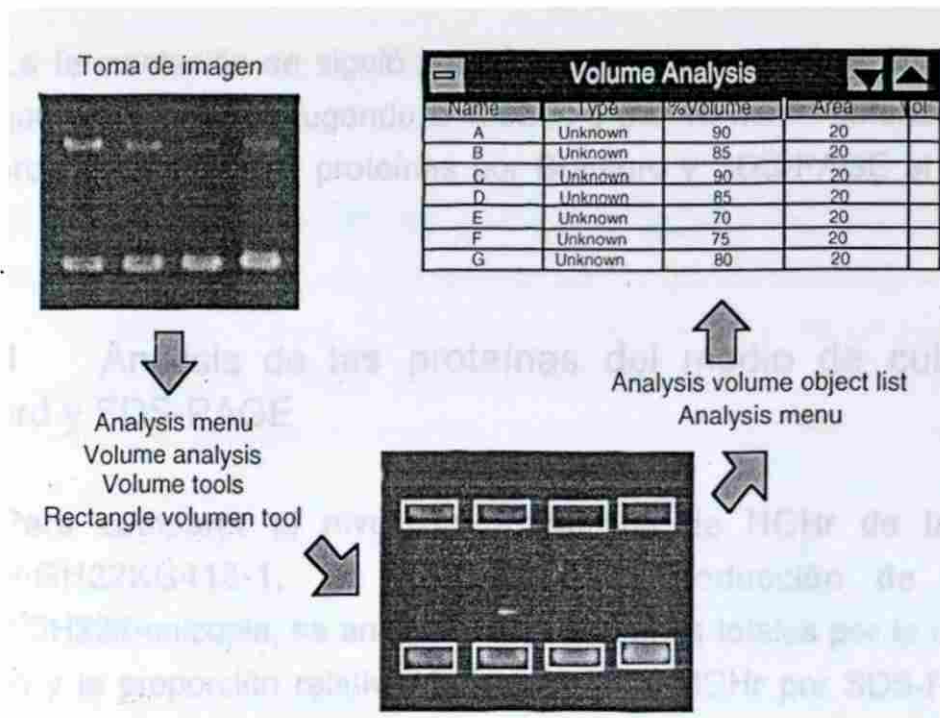 Toma de imagen
Volume Analysis
Name Type %Volume Area Vol
A Unknown 90 20
B Unknown 85 20
Unknown 90 20
D Unknown 85 20
E Unknown 70 20
F Unknown 75 20
G Unknown 80 20
Analysis menu
Volume analysis
Volume tools
Rectangle volumen tool
Analysis volume object list
Analysis menu